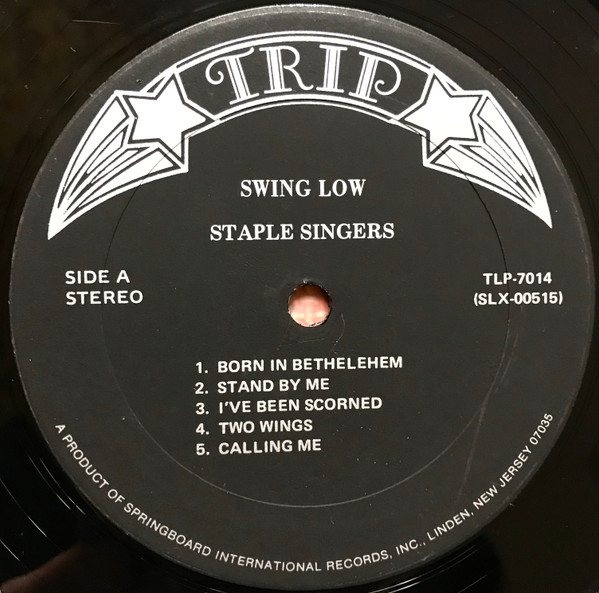 TRIP
SWING LOW
STAPLE SINGERS
SIDE A
STEREO
TLP-7014
(SLX-00515)
1. BORN IN BETHELEHEM
2. STAND BY ME
3. I'VE BEEN SCORNED
4. TWO WINGS
5. CALLING ME
A PRODUCT OF SPRINGBOARD INTERNATIONAL RECORDS, INC., LINDEN, NEW JERSEY 07035